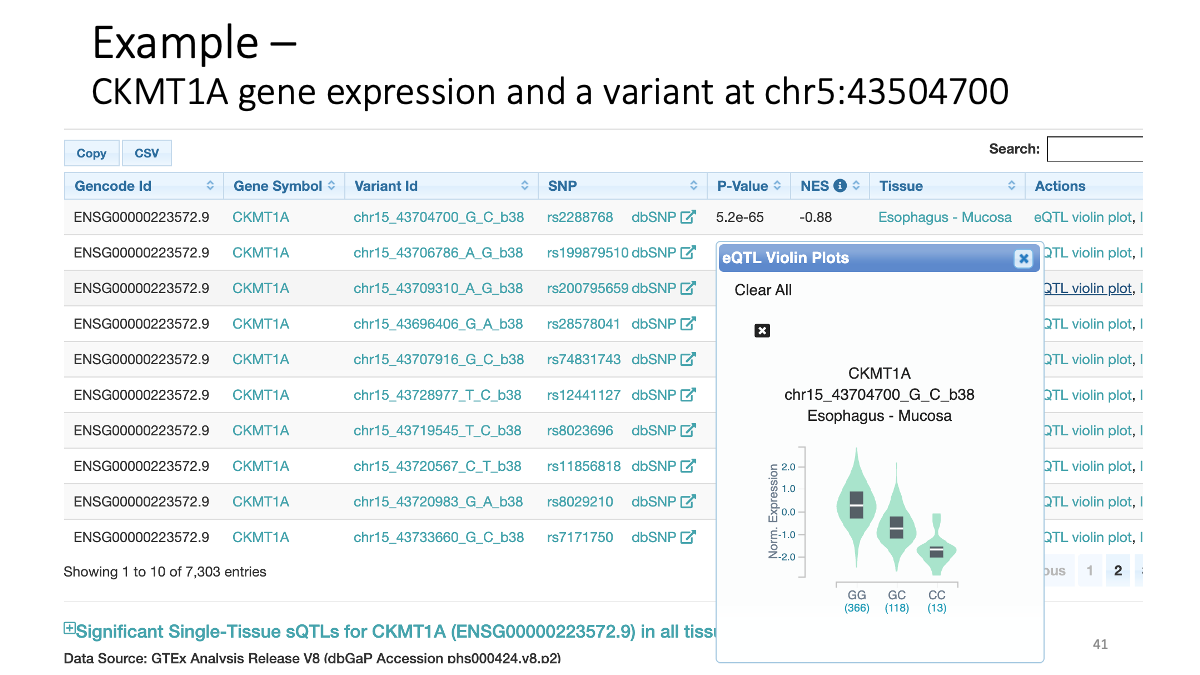 Example –
CKMT1A gene expression and a variant at chr5:43504700
Copy CSV Search:
Gencode Id Gene Symbol Variant Id SNP P-Value NES Tissue Actions
ENSG00000223572.9 CKMT1A chr15_43704700_G_C_b38 rs2288768 dbSNP 5.2e-65 -0.88 Esophagus - Mucosa eQTL violin plot,
ENSG00000223572.9 CKMT1A chr15_43706786_A_G_b38 rs199879510 dbSNP QTL violin plot,
ENSG00000223572.9 CKMT1A chr15_43709310_A_G_b38 rs200795659 dbSNP QTL violin plot,
ENSG00000223572.9 CKMT1A chr15_43696406_G_A_b38 rs28578041 dbSNP QTL violin plot,
ENSG00000223572.9 CKMT1A chr15_43707916_G_C_b38 rs74831743 dbSNP QTL violin plot,
ENSG00000223572.9 CKMT1A chr15_43728977_T_C_b38 rs12441127 dbSNP QTL violin plot,
ENSG00000223572.9 CKMT1A chr15_43719545_T_C_b38 rs8023696 dbSNP QTL violin plot,
ENSG00000223572.9 CKMT1A chr15_43720567_C_T_b38 rs11856818 dbSNP QTL violin plot,
ENSG00000223572.9 CKMT1A chr15_43720983_G_A_b38 rs8029210 dbSNP QTL violin plot,
ENSG00000223572.9 CKMT1A chr15_43733660_G_C_b38 rs7171750 dbSNP QTL violin plot,
Showing 1 to 10 of 7,303 entries ous 1 2
eQTL Violin Plots
Clear All
CKMT1A
chr15_43704700_G_C_b38
Esophagus - Mucosa
Norm. Expression
2.0
1.0
0.0
-1.0
-2.0
GG GC CC
(366) (118) (13)
Significant Single-Tissue sQTLs for CKMT1A (ENSG00000223572.9) in all tissu
Data Source: GTEx Analysis Release V8 (dbGaP Accession phs000424.v8.p2)
41